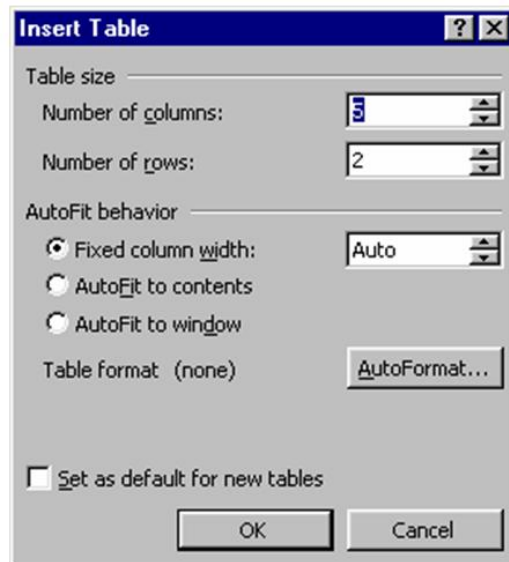 Insert Table ?
Table size
Number of columns: 5
Number of rows: 2
AutoFit behavior
Fixed column width: Auto
AutoFit to contents
AutoFit to window
Table format (none) AutoFormat...
Set as default for new tables
OK Cancel